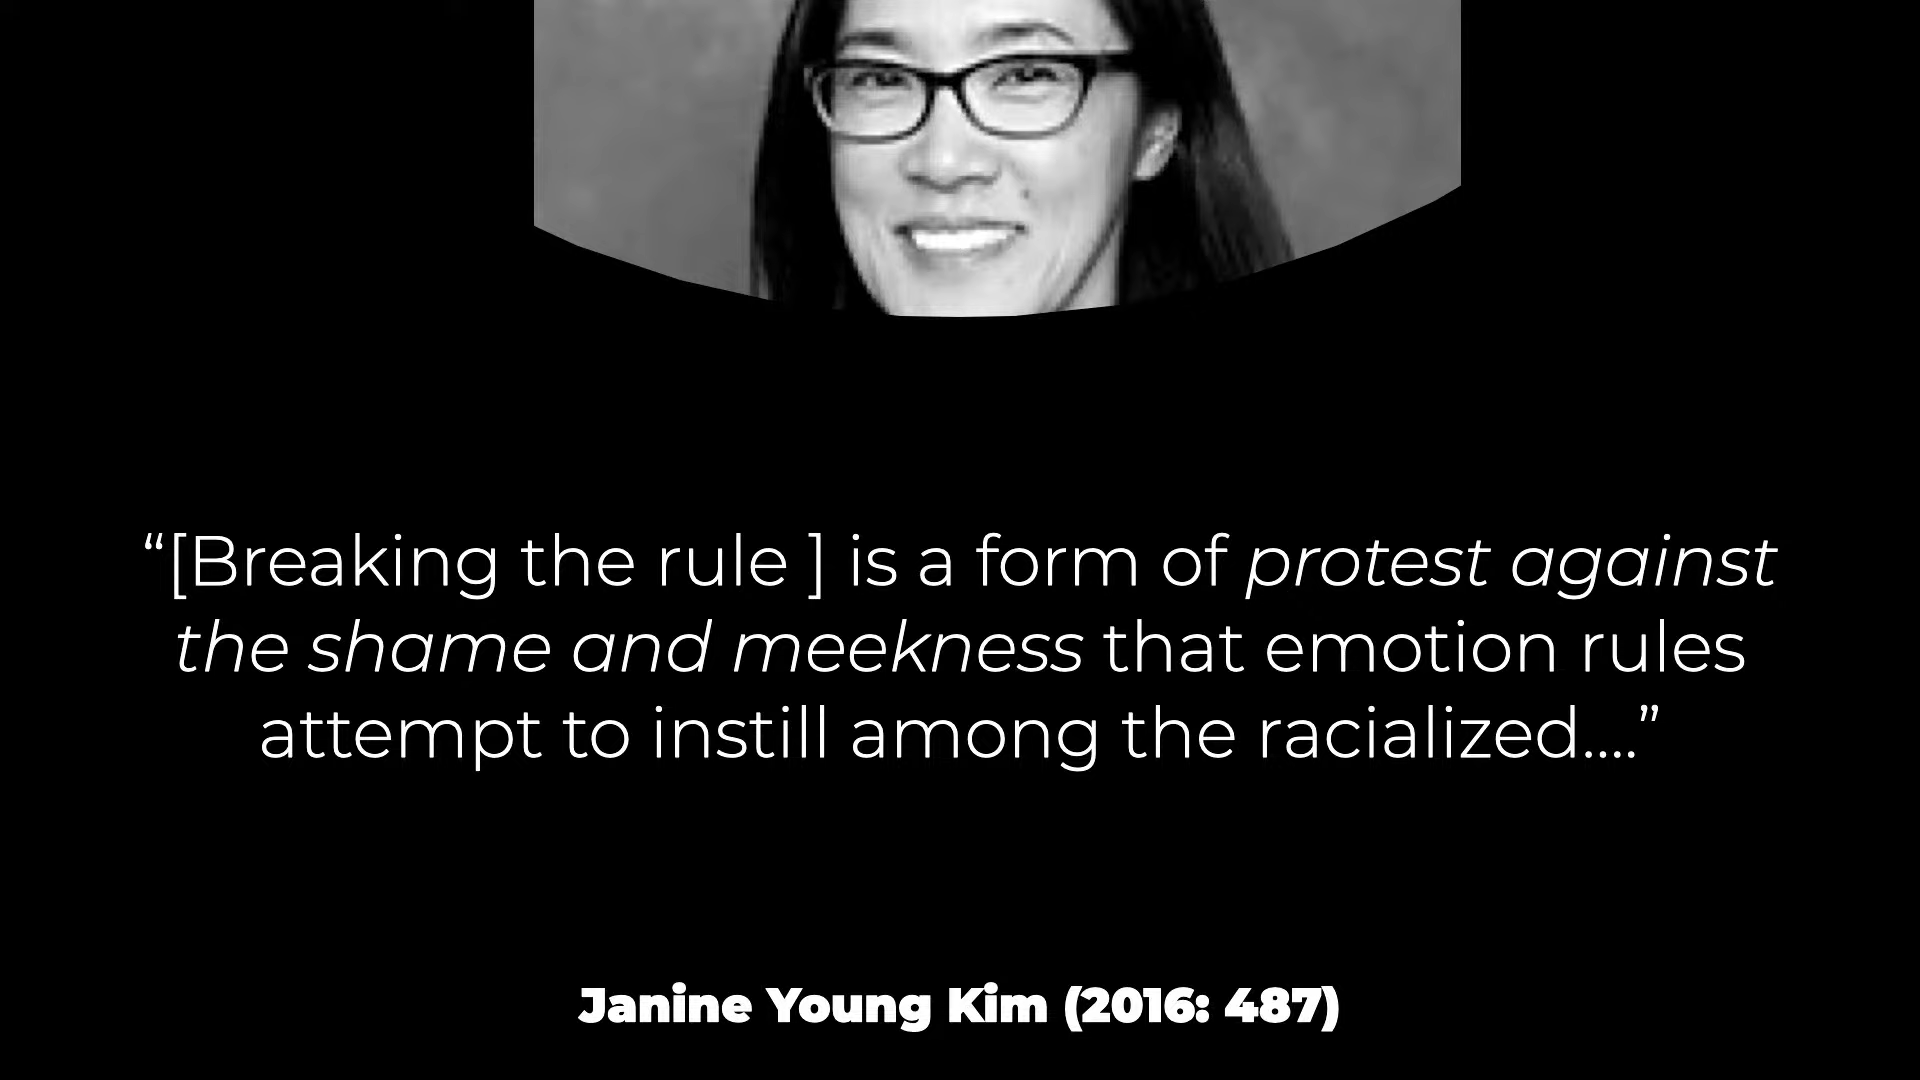 “[Breaking the rule ] is a form of protest against
the shame and meekness that emotion rules
attempt to instill among the racialized....”
Janine Young Kim (2016: 487)